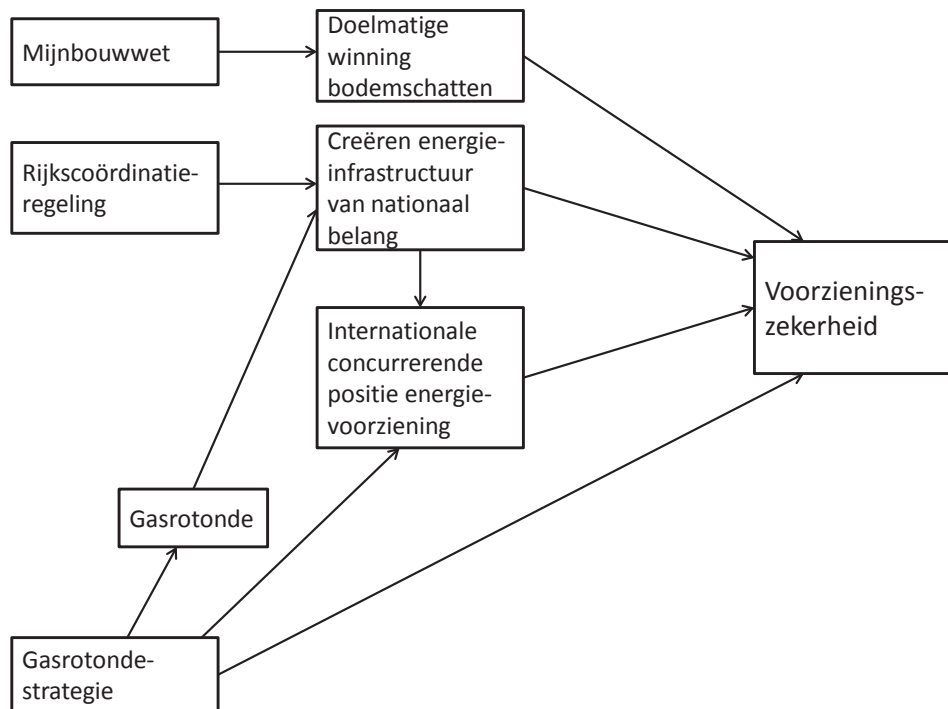 Mijnbouwwet
Doelmatige
winning
bodemschatten
Rijkscoördinatie-
regeling
Creëren energie-
infrastructuur
van nationaal
belang
Voorzienings-
zekerheid
Internationale
concurrerende
positie energie-
voorziening
Gasrotonde
Gasrotonde-
strategie